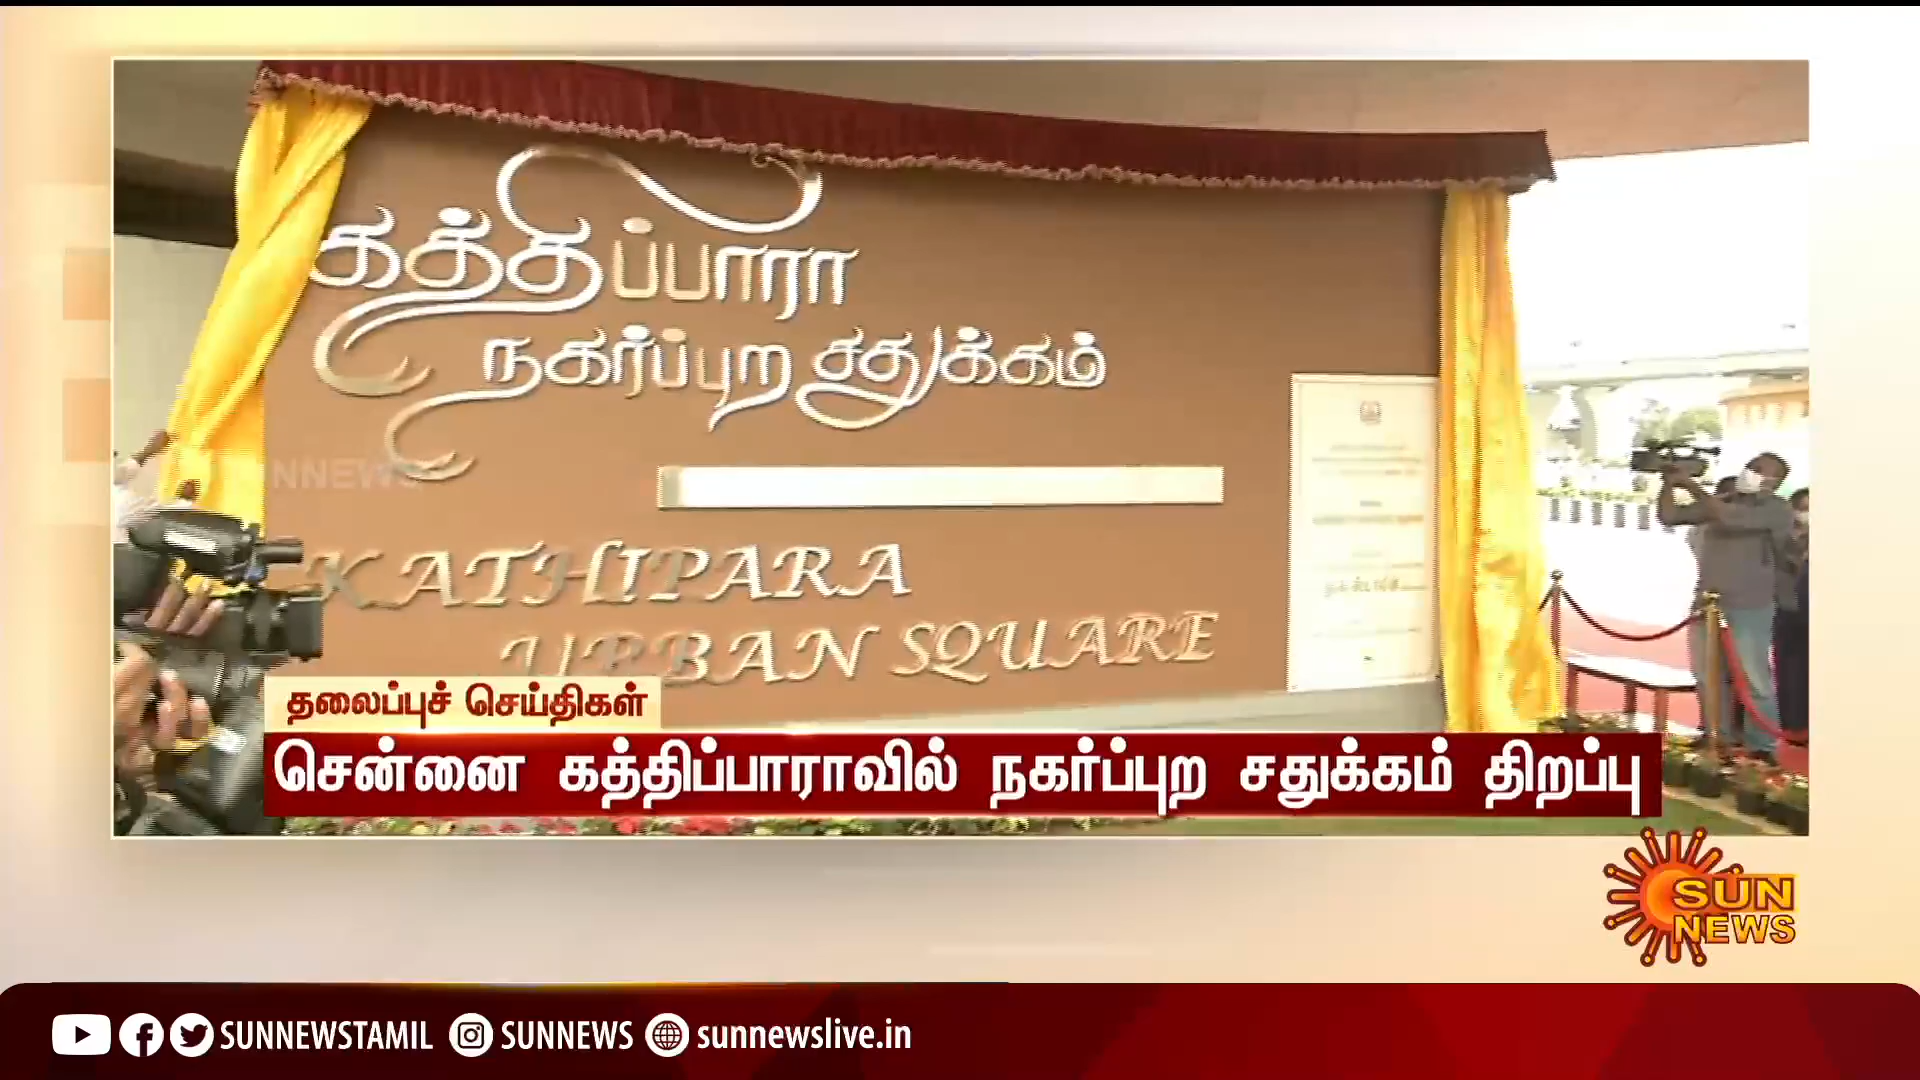 கத்திப்பாரா
நகர்ப்புற சதுக்கம்
SUNNEWS
KATHIPARA
URBAN SQUARE
தலைப்புச் செய்திகள்
சென்னை கத்திப்பாராவில் நகர்ப்புற சதுக்கம் திறப்பு
SUN
NEWS
SUNNEWSTAMIL SUNNEWS sunnewslive.in